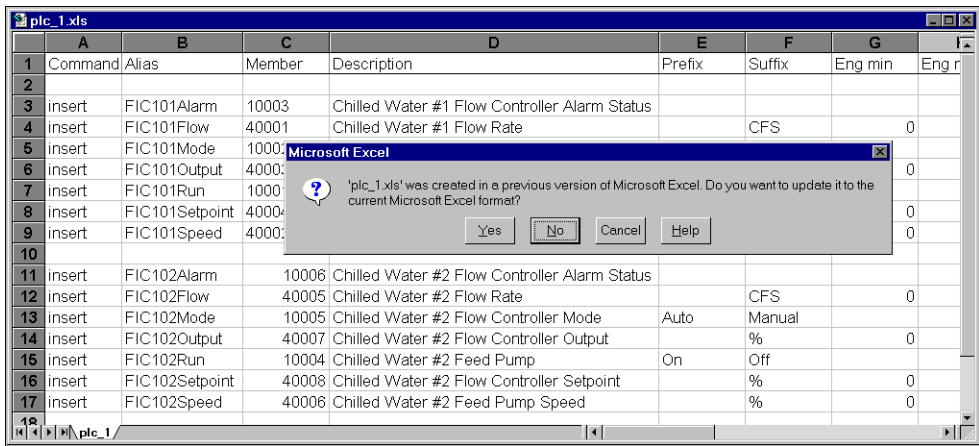 plc_1.xls
A B C D E F G
1 Command Alias Member Description Prefix Suffix Eng min Eng
2
3 insert FIC101Alarm 10003 Chilled Water #1 Flow Controller Alarm Status
4 insert FIC101Flow 40001 Chilled Water #1 Flow Rate CFS 0
5 insert FIC101Mode
Microsoft Excel
6 insert FIC101Output 0
'plc_1.xls' was created in a previous version of Microsoft Excel. Do you want to update it to the
current Microsoft Excel format?
7 insert FIC101Run
8 insert FIC101Setpoint 0
Yes No Cancel Help
9 insert FIC101Speed 0
10
11 insert FIC102Alarm 10006 Chilled Water #2 Flow Controller Alarm Status
12 insert FIC102Flow 40005 Chilled Water #2 Flow Rate CFS 0
13 insert FIC102Mode 10005 Chilled Water #2 Flow Controller Mode Auto Manual
14 insert FIC102Output 40007 Chilled Water #2 Flow Controller Output % 0
15 insert FIC102Run 10004 Chilled Water #2 Feed Pump On Off
16 insert FIC102Setpoint 40008 Chilled Water #2 Flow Controller Setpoint % 0
17 insert FIC102Speed 40006 Chilled Water #2 Feed Pump Speed % 0
18
plc_1